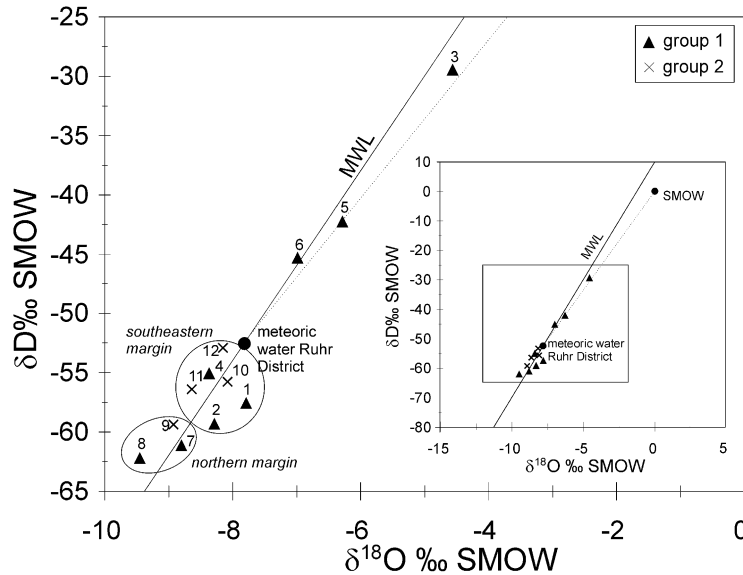 -25
-30
-35
-40
-45
-50
-55
-60
-65
δD‰ SMOW
-10
-8
-6
-4
-2
0
δ¹⁸O ‰ SMOW
▲ group 1
× group 2
MWL
3
5
6
southeastern
margin
meteoric
water Ruhr
District
12
4
10
11
1
2
9
8
7
northern margin
10
0
-10
-20
-30
-40
-50
-60
-70
-80
δD‰ SMOW
SMOW
MWL
meteoric water
Ruhr District
-15
-10
-5
0
5
δ¹⁸O ‰ SMOW